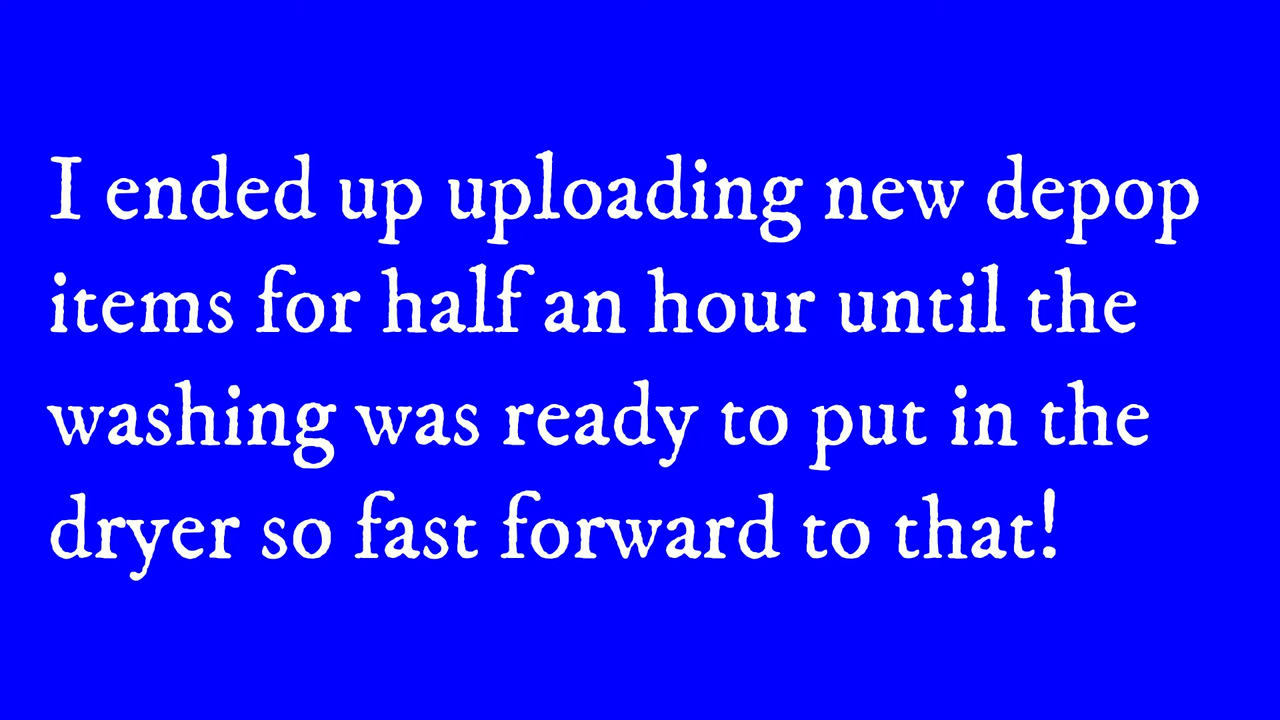 I ended up uploading new depop
items for half an hour until the
washing was ready to put in the
dryer so fast forward to that!